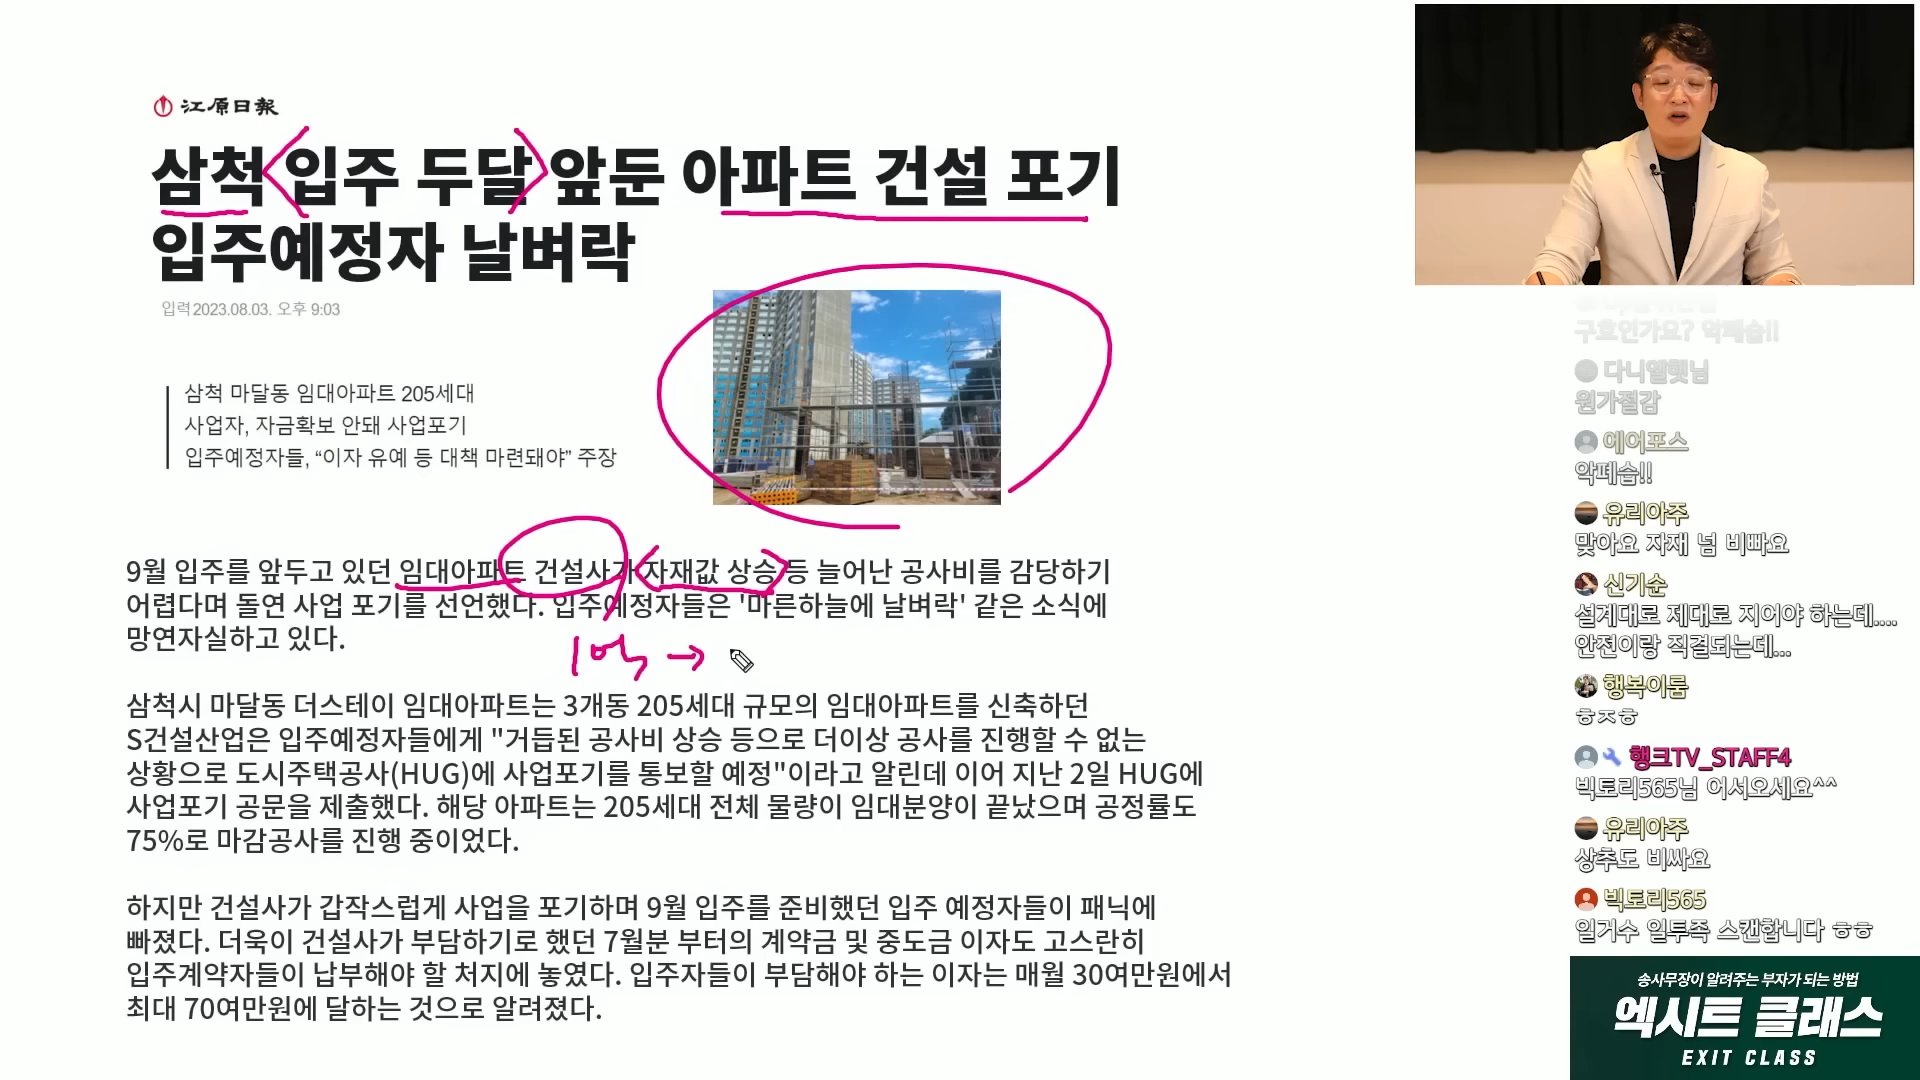 江原日報
삼척 입주 두달 앞둔 아파트 건설 포기
입주예정자 날벼락
입력2023.08.03. 오후 9:03
삼척 마달동 임대아파트 205세대
사업자, 자금확보 안돼 사업포기
입주예정자들, “이자 유예 등 대책 마련돼야” 주장
9월 입주를 앞두고 있던 임대아파트 건설사가 자재값 상승 등 늘어난 공사비를 감당하기
어렵다며 돌연 사업 포기를 선언했다. 입주예정자들은 '마른하늘에 날벼락' 같은 소식에
망연자실하고 있다.
1억 →
삼척시 마달동 더스테이 임대아파트는 3개동 205세대 규모의 임대아파트를 신축하던
S건설산업은 입주예정자들에게 "거듭된 공사비 상승 등으로 더이상 공사를 진행할 수 없는
상황으로 도시주택공사(HUG)에 사업포기를 통보할 예정"이라고 알린데 이어 지난 2일 HUG에
사업포기 공문을 제출했다. 해당 아파트는 205세대 전체 물량이 임대분양이 끝났으며 공정률도
75%로 마감공사를 진행 중이었다.
하지만 건설사가 갑작스럽게 사업을 포기하며 9월 입주를 준비했던 입주 예정자들이 패닉에
빠졌다. 더욱이 건설사가 부담하기로 했던 7월분 부터의 계약금 및 중도금 이자도 고스란히
입주계약자들이 납부해야 할 처지에 놓였다. 입주자들이 부담해야 하는 이자는 매월 30여만원에서
최대 70여만원에 달하는 것으로 알려졌다.
구호인가요? 악폐습!!
다니엘햇님
원가절감
에어포스
악폐습!!
유리아주
맞아요 자재 넘 비빠요
신기순
설계대로 제대로 지어야 하는데....
안전이랑 직결되는데...
행복이룸
ㅎㅈㅎ
행크TV_STAFF4
빅토리565님 어서오세요^^
유리아주
상추도 비싸요
빅토리565
일거수 일투족 스캔합니다 ㅎㅎ
송사무장이 알려주는 부자가 되는 방법
엑시트 클래스
EXIT CLASS